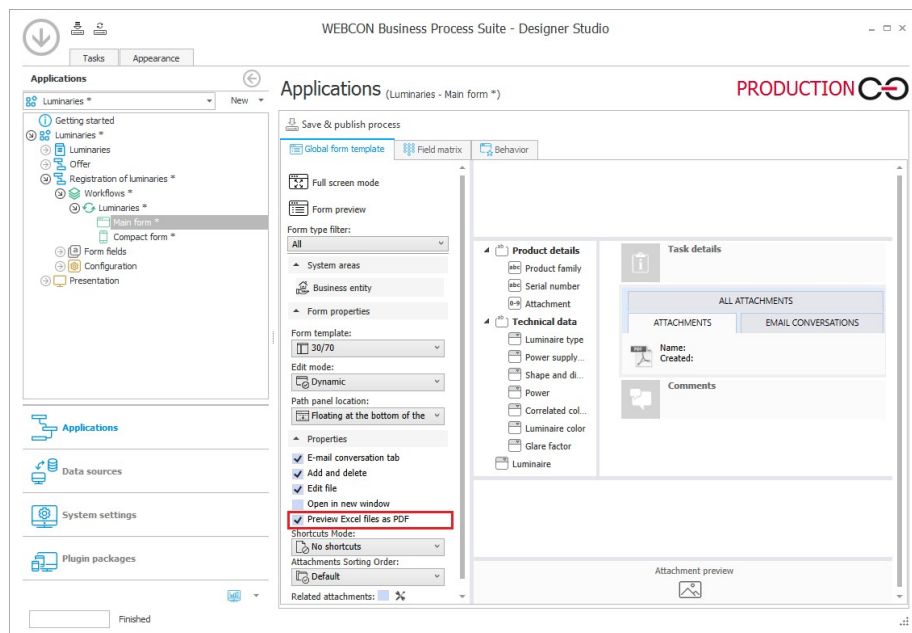 WEBCON Business Process Suite - Designer Studio
Tasks
Appearance
Applications
Luminaries *
New
Getting started
Luminaries *
Luminaries
Offer
Registration of luminaries *
Workflows *
Luminaries *
Main form *
Compact form *
Form fields
Configuration
Presentation
Applications
Data sources
System settings
Plugin packages
Finished
Applications (Luminaries - Main form *)
PRODUCTION
Save & publish process
Global form template
Field matrix
Behavior
Full screen mode
Form preview
Form type filter:
All
System areas
Business entity
Form properties
Form template:
30/70
Edit mode:
Dynamic
Path panel location:
Floating at the bottom of the
Properties
E-mail conversation tab
Add and delete
Edit file
Open in new window
Preview Excel files as PDF
Shortcuts Mode:
No shortcuts
Attachments Sorting Order:
Default
Related attachments:
Product details
Product family
Serial number
Attachment
Technical data
Luminaire type
Power supply...
Shape and di...
Power
Correlated col...
Luminaire color
Glare factor
Luminaire
Task details
ALL ATTACHMENTS
ATTACHMENTS
EMAIL CONVERSATIONS
Name:
Created:
Comments
Attachment preview